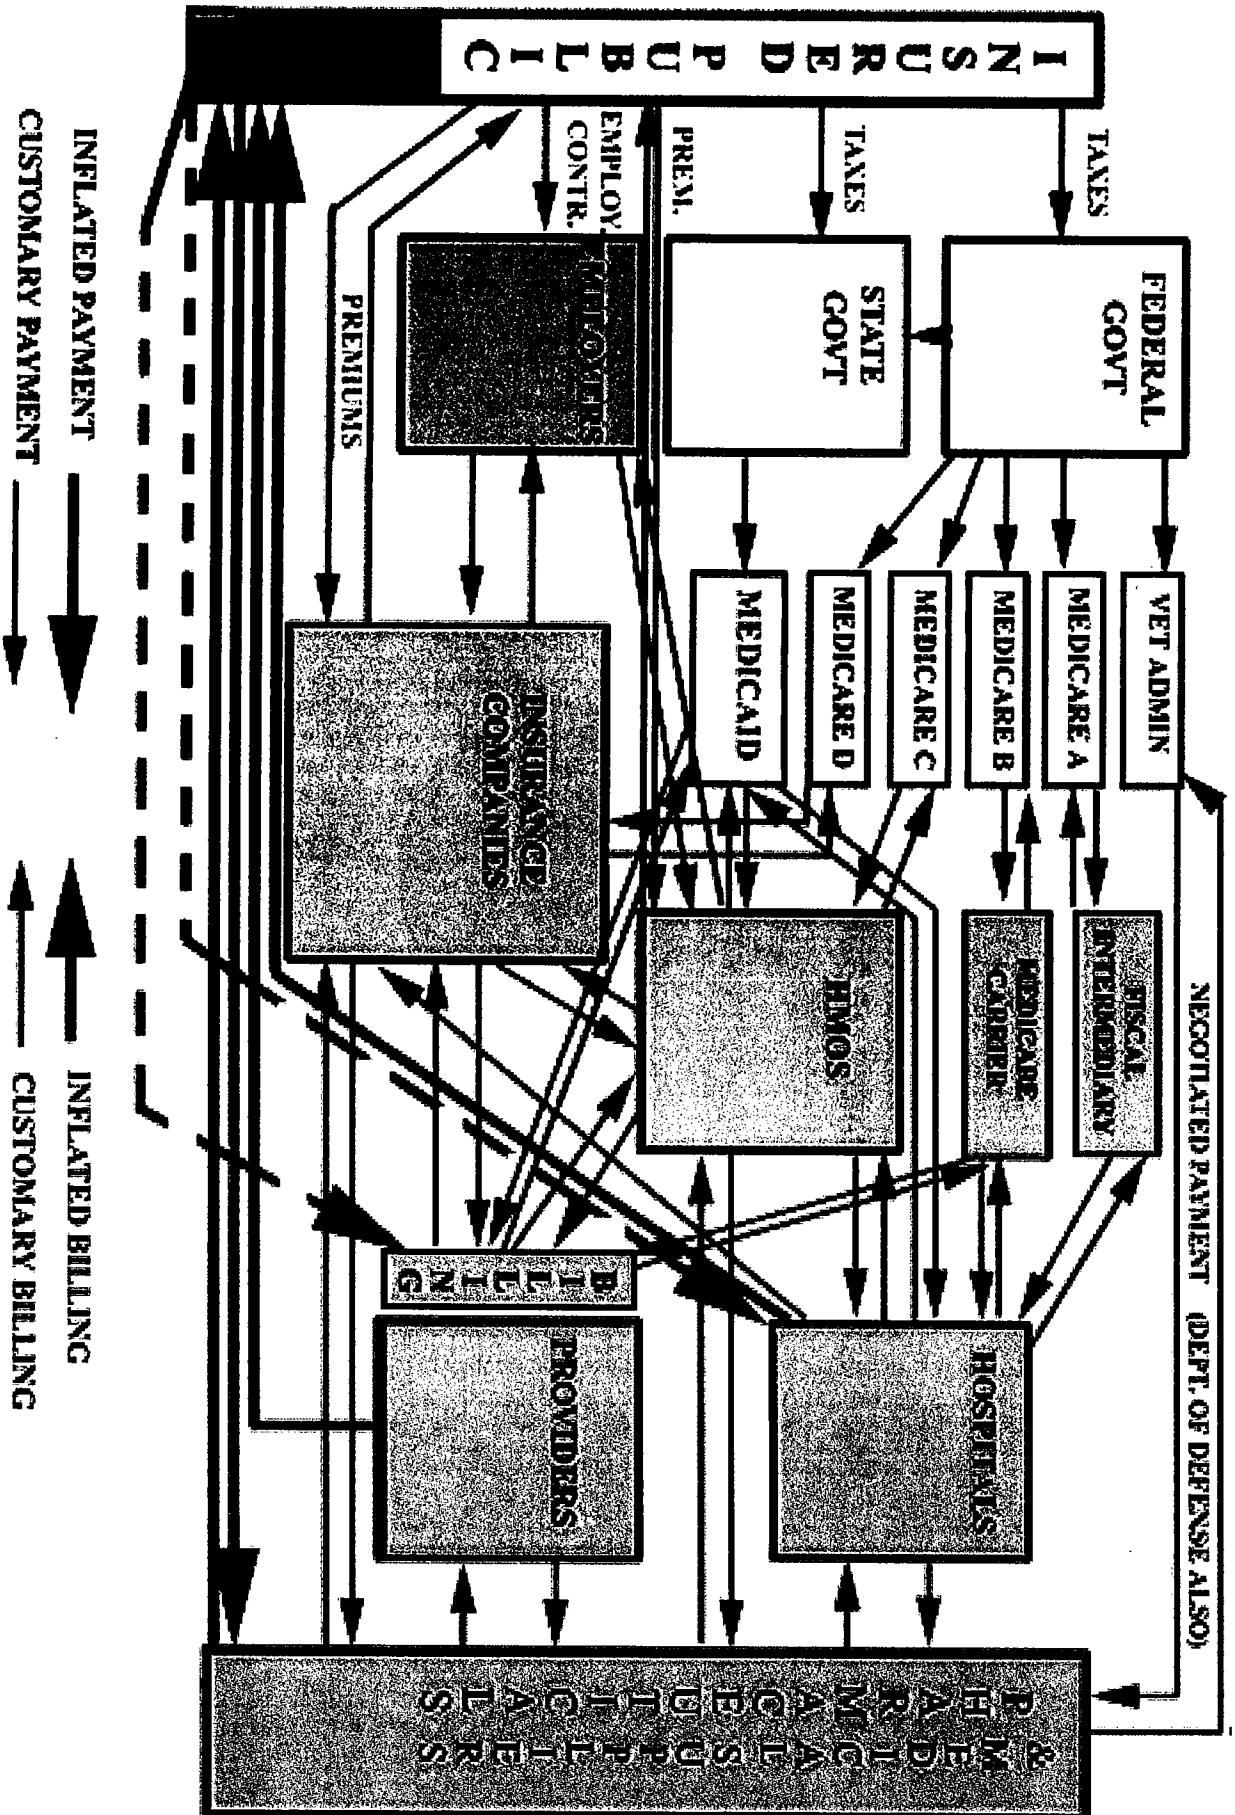 NEGOTIATED PAYMENT (DEPT. OF DEFENSE ALSO)
INSURED PUBLIC
TAXES
FEDERAL
GOVT
VET ADMIN
MEDICARE A
MEDICARE B
MEDICARE C
MEDICARE D
FISCAL
INTERMEDIARY
MEDICARE
CARRIER
TAXES
STATE
GOVT
MEDICAID
HMOS
HOSPITALS
PREM.
EMPLOY.
CONTR.
EMPLOYERS
PREMIUMS
INSURANCE
COMPANIES
BILLING
PROVIDERS
PHARMACEUTICALS
& MEDICAL SUPPLIERS
INFLATED PAYMENT
INFLATED BILLING
CUSTOMARY PAYMENT
CUSTOMARY BILLING